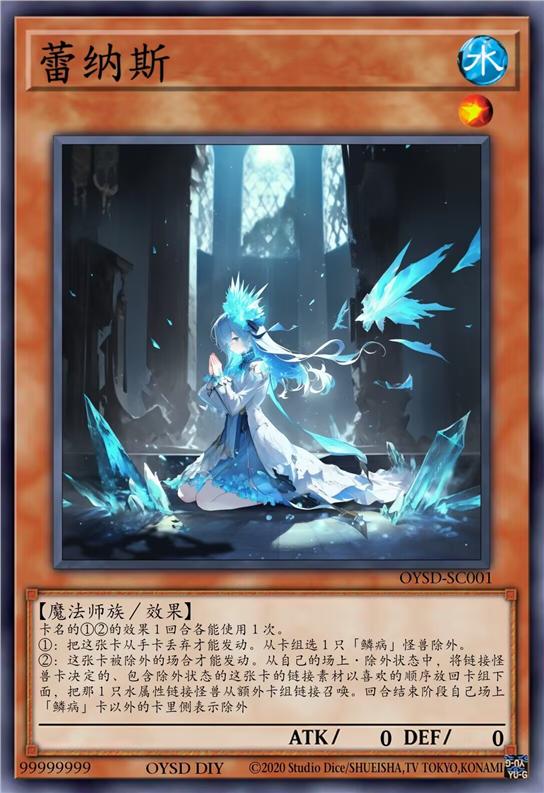 蕾纳斯
水
OYSD-SC001
【魔法师族／效果】
卡名的①②的效果1回合各能使用1次。
①：把这张卡从手卡丢弃才能发动。从卡组选1只「鳞病」怪兽除外。
②：这张卡被除外的场合才能发动。从自己的场上·除外状态中，将链接怪
兽卡决定的、包含除外状态的这张卡的链接素材以喜欢的顺序放回卡组下
面，把那1只水属性链接怪兽从额外卡组链接召唤。回合结束阶段自己场上
「鳞病」卡以外的卡里侧表示除外
ATK/ 0 DEF/ 0
99999999 OYSD DIY ©2020 Studio Dice/SHUEISHA,TV TOKYO,KONAMI